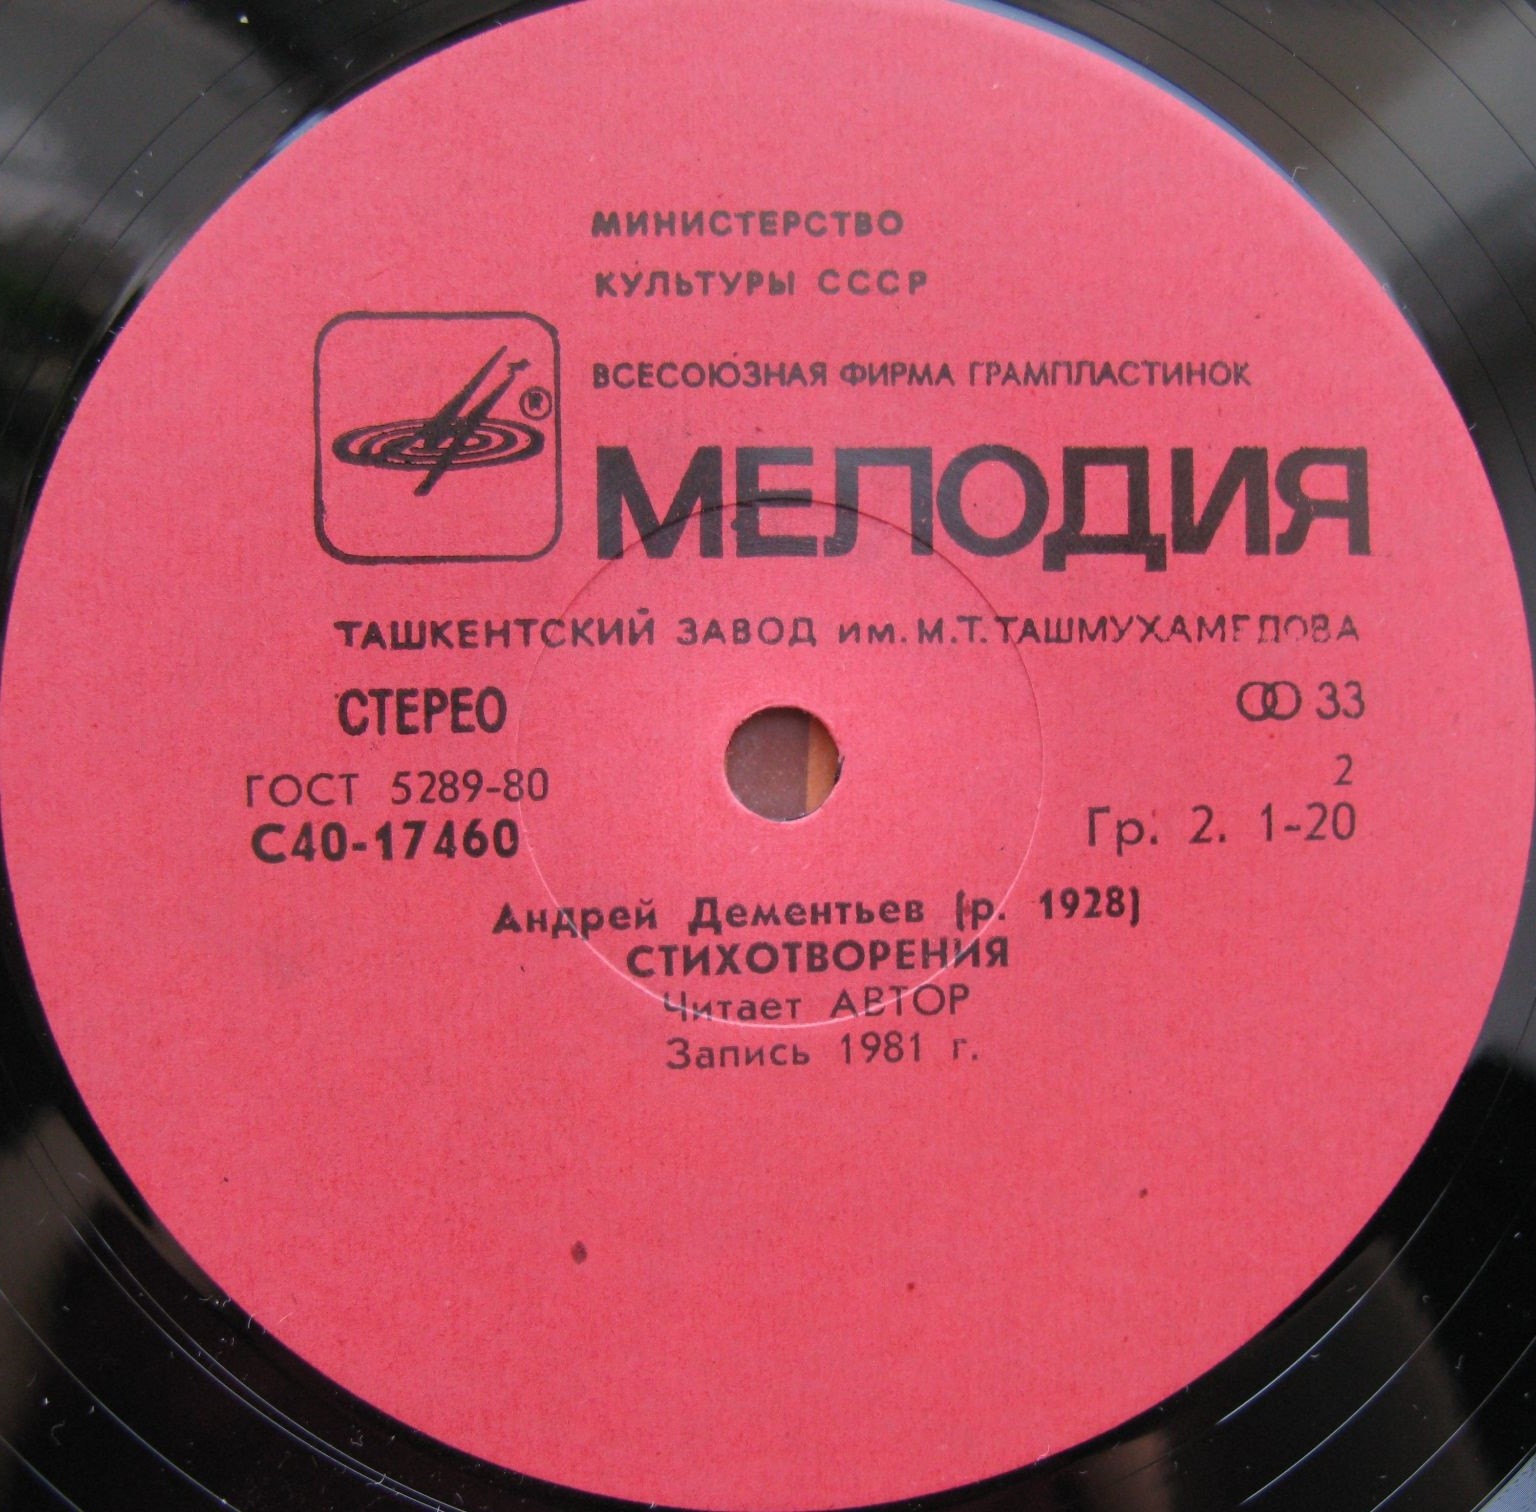 МИНИСТЕРСТВО
КУЛЬТУРЫ СССР
ВСЕСОЮЗНАЯ ФИРМА ГРАМПЛАСТИНОК
®
МЕЛОДИЯ
ТАШКЕНТСКИЙ ЗАВОД им. М.Т. ТАШМУХАМЕДОВА
СТЕРЕО 33
ГОСТ 5289-80 2
С40-17460 Гр. 2. 1-20
Андрей Дементьев (р. 1928)
СТИХОТВОРЕНИЯ
Читает АВТОР
Запись 1981 г.